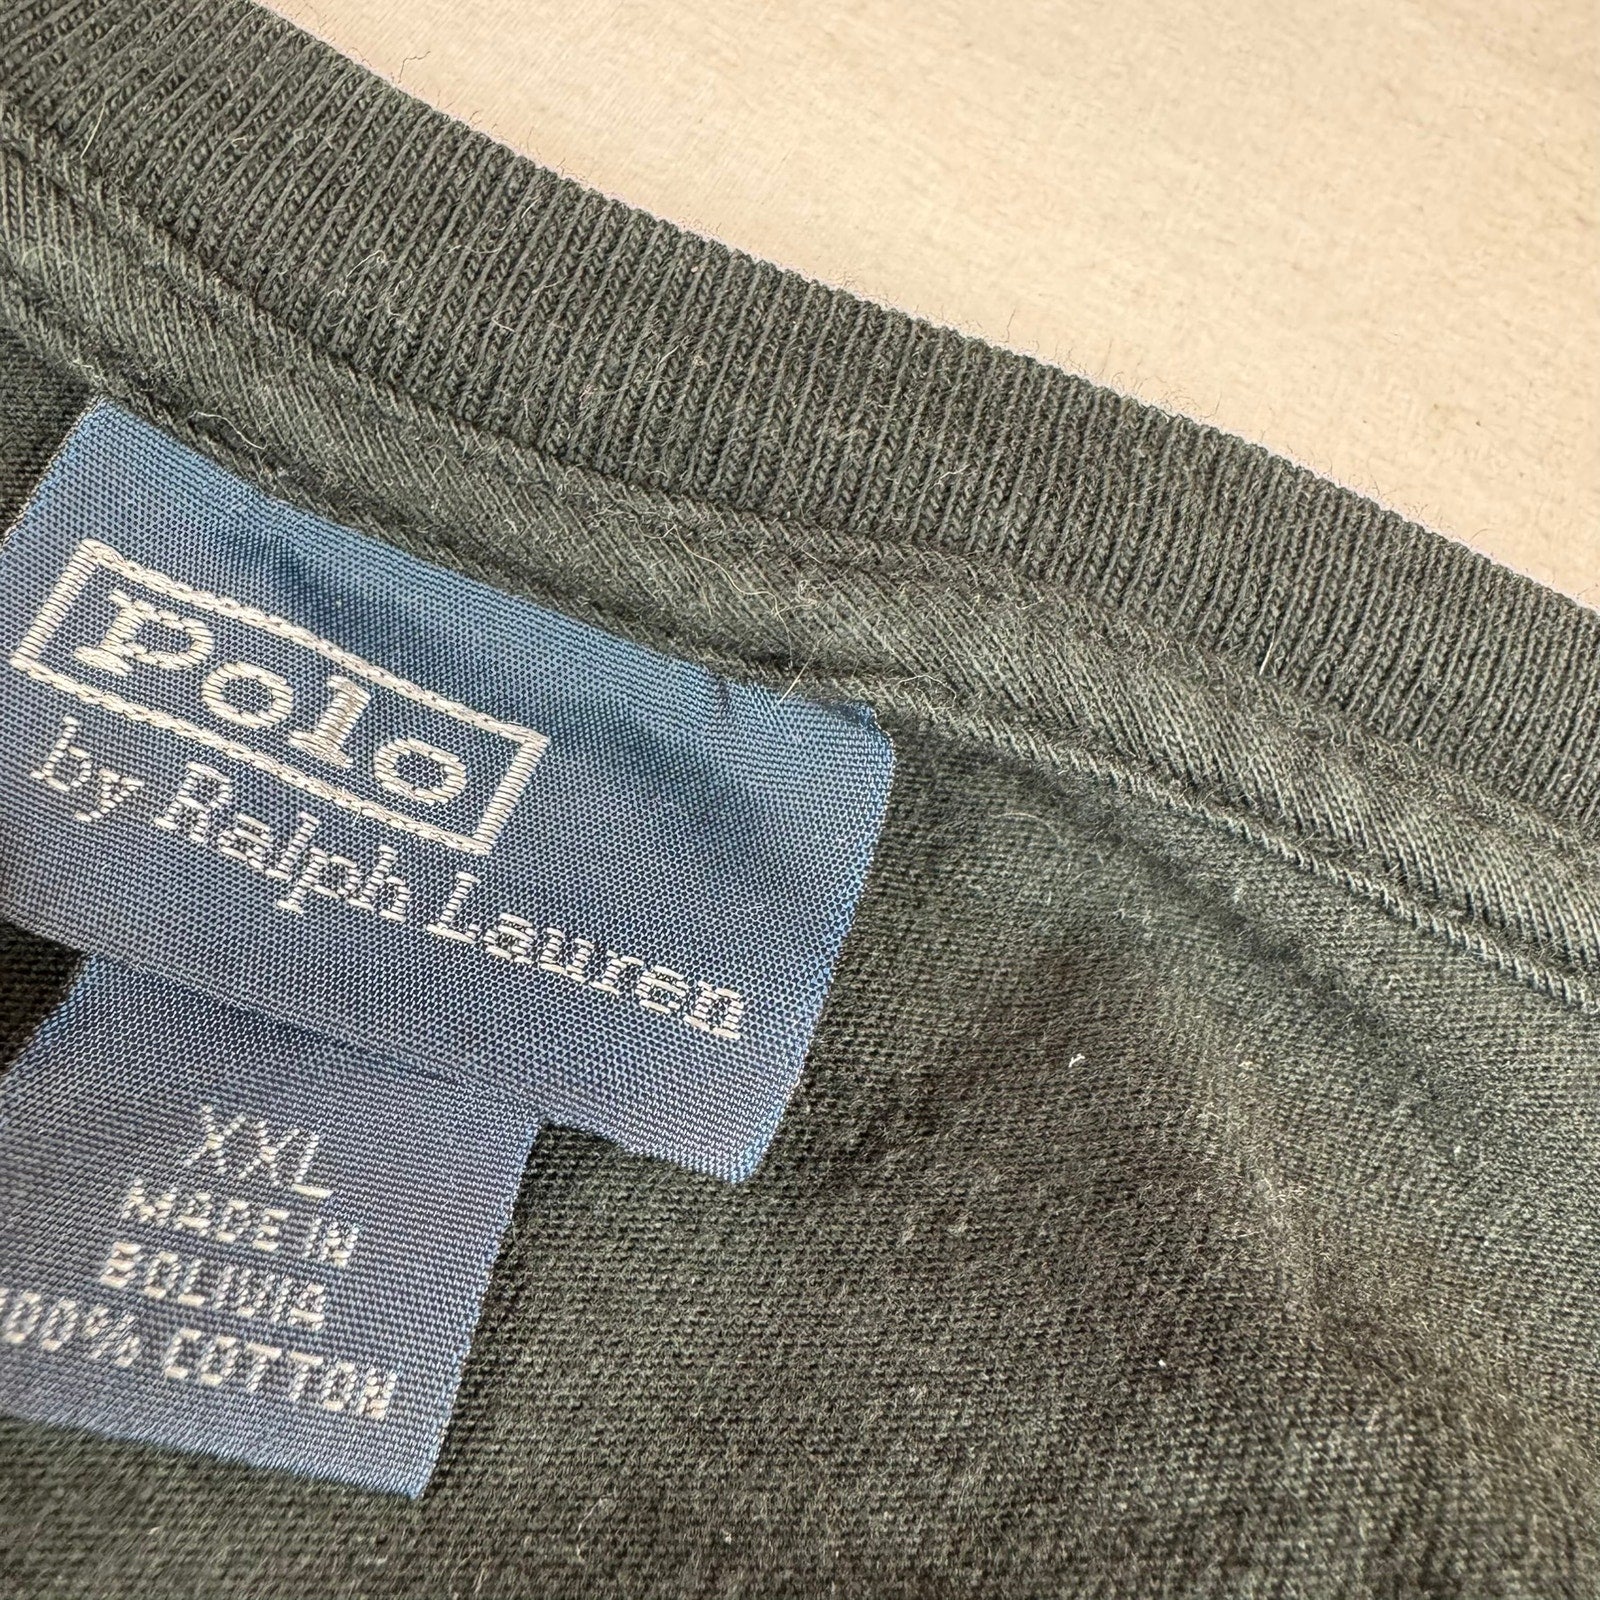 Polo
by Ralph Lauren
XXL
MADE IN
BOLIVIA
100% COTTON